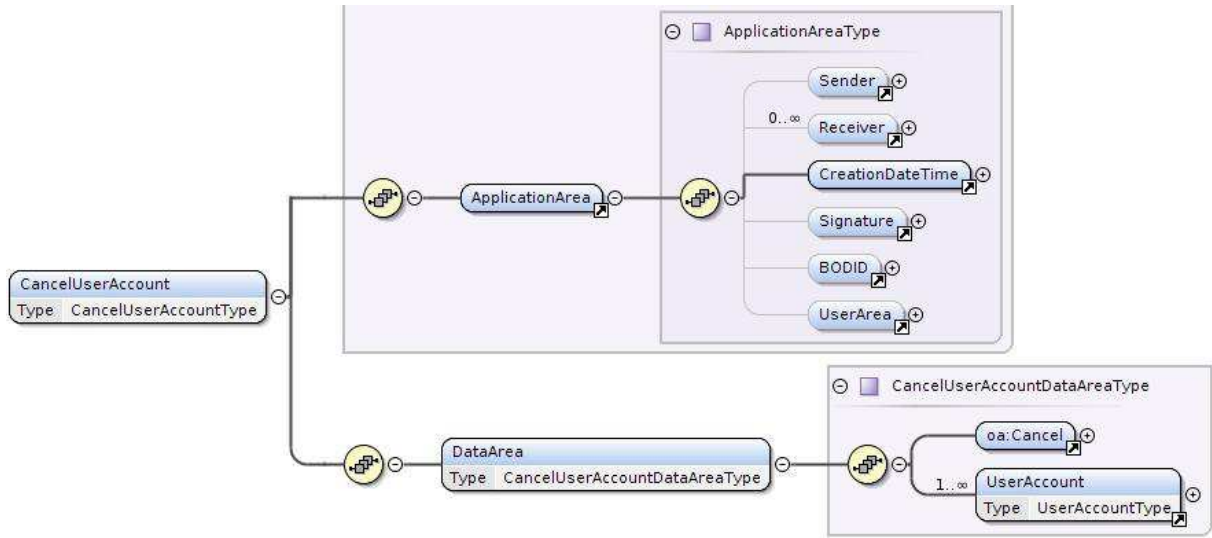 ApplicationAreaType
Sender
0..∞
Receiver
CreationDateTime
ApplicationArea
Signature
BODID
UserArea
CancelUserAccount
Type CancelUserAccountType
CancelUserAccountDataAreaType
oa:Cancel
DataArea
Type CancelUserAccountDataAreaType
1..∞
UserAccount
Type UserAccountType